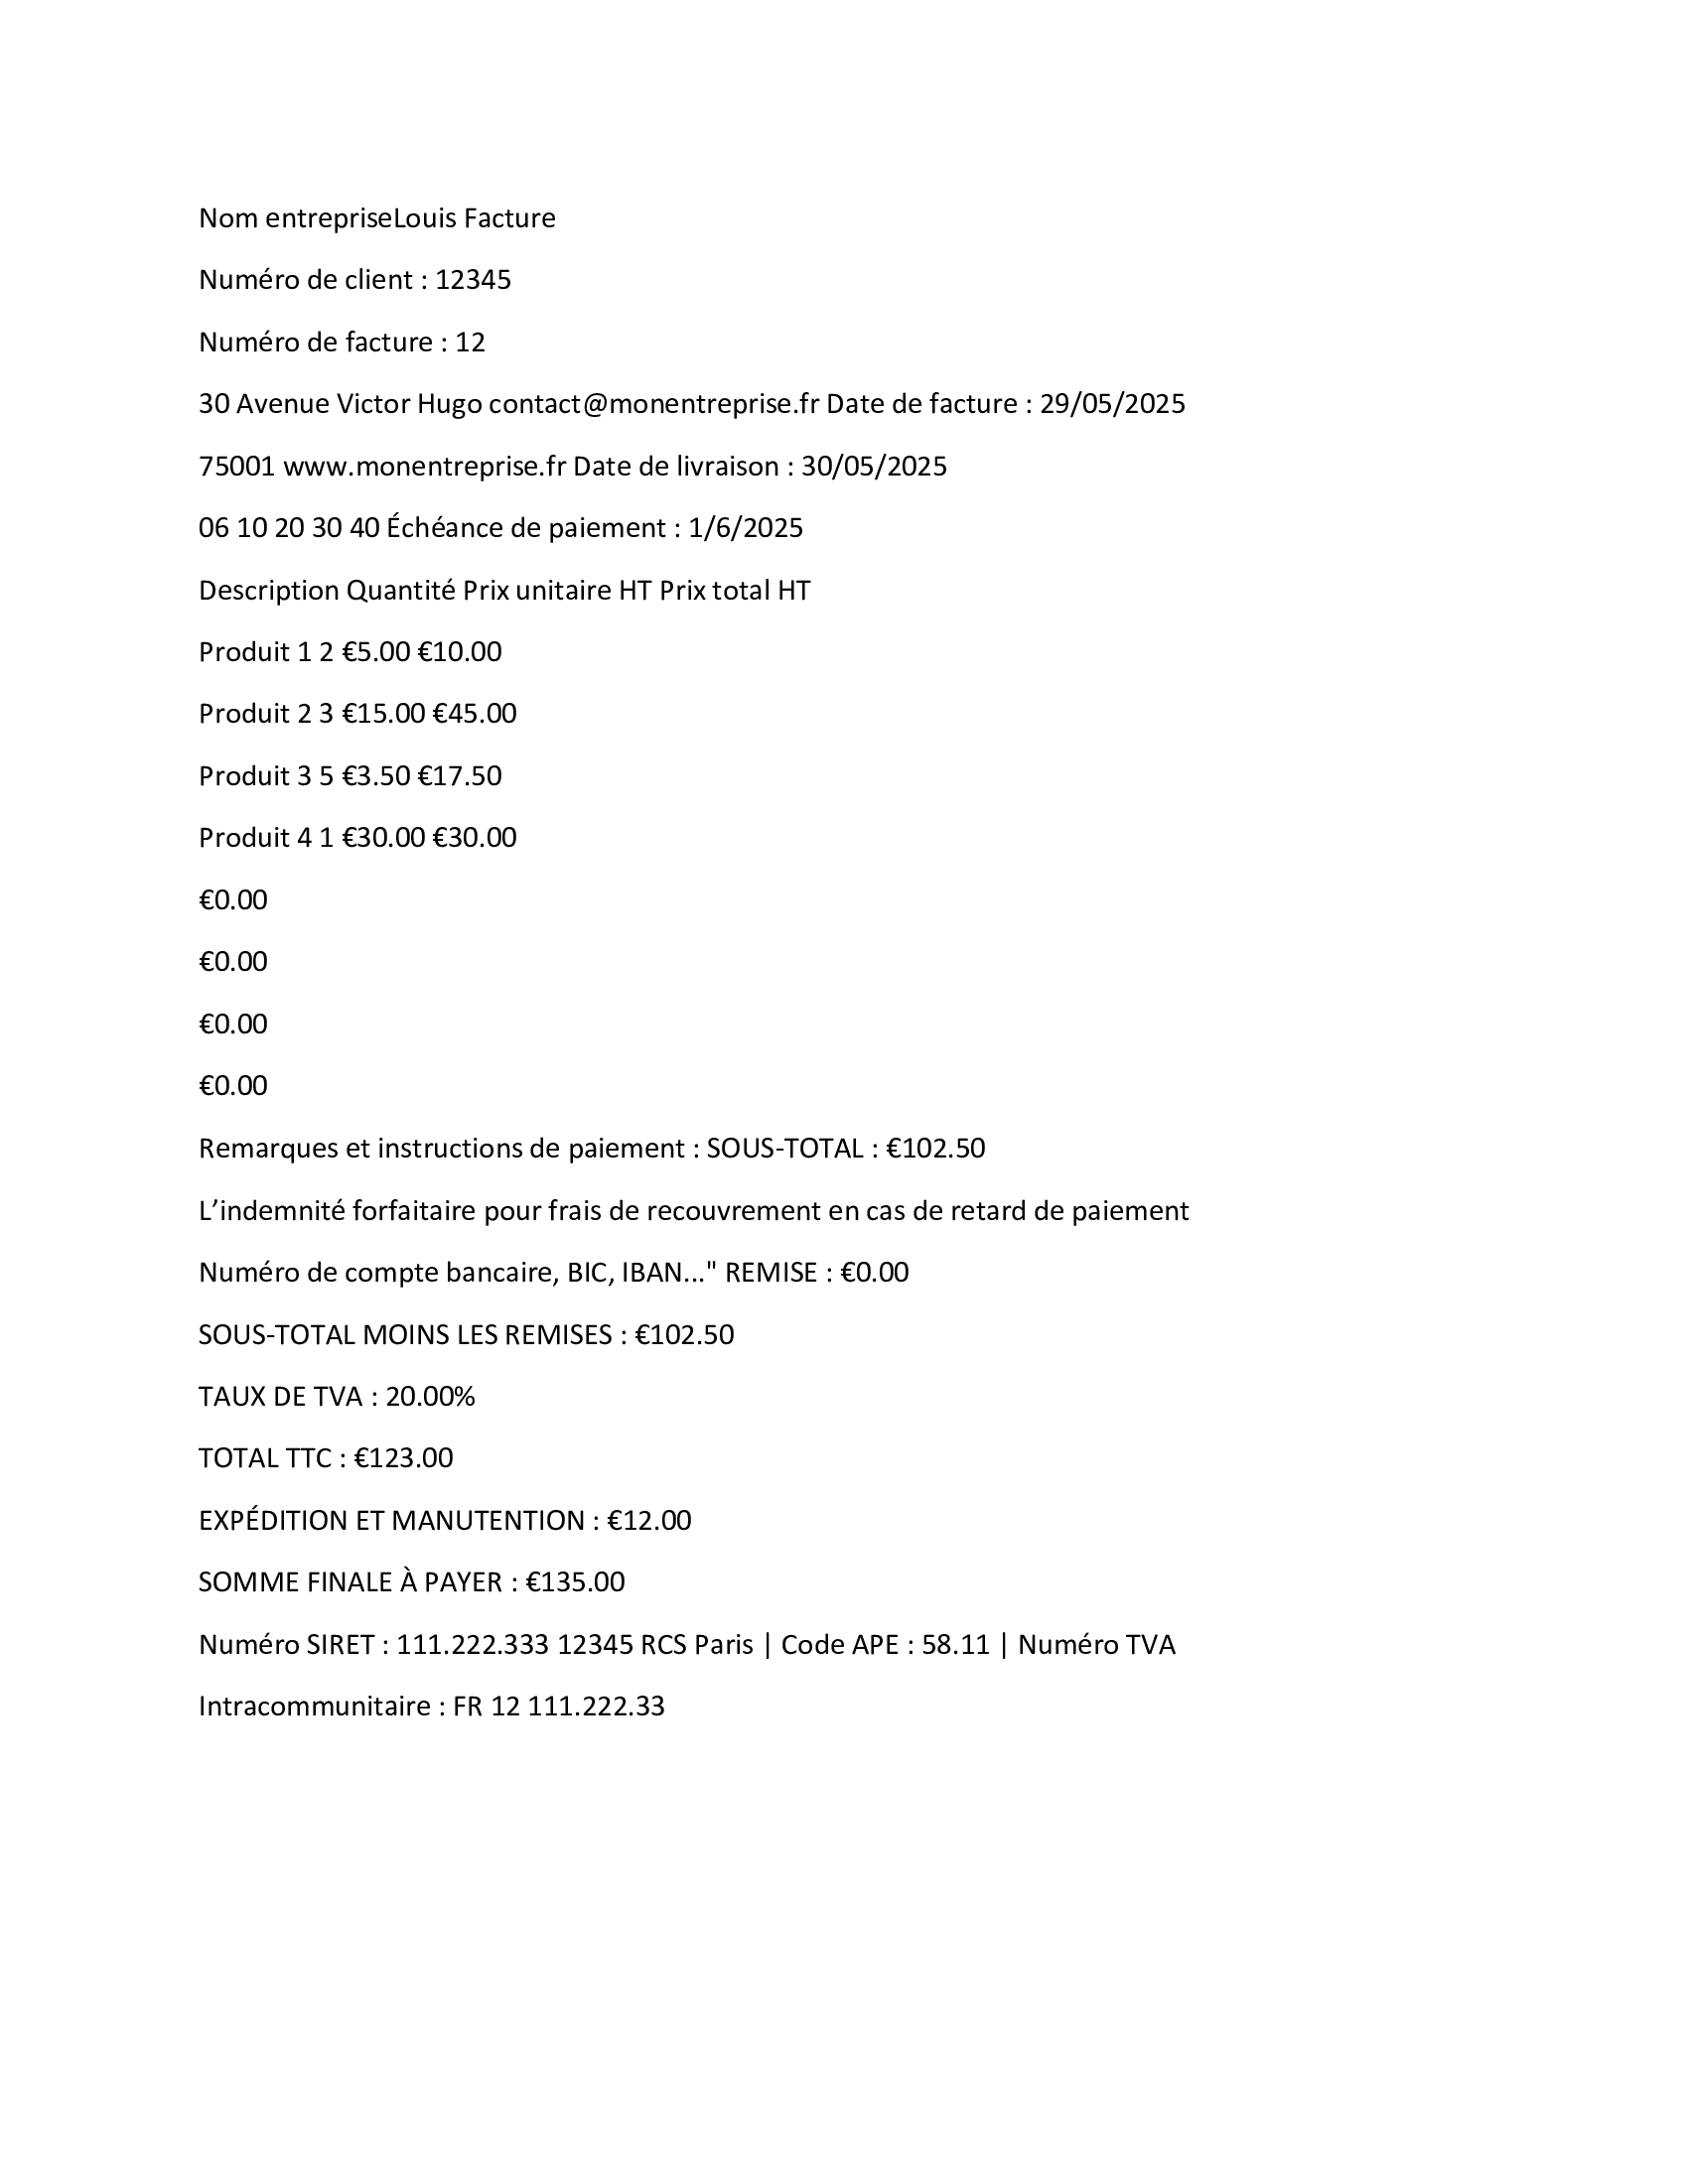 Nom entrepriseLouis Facture
Numéro de client : 12345
Numéro de facture : 12
30 Avenue Victor Hugo contact@monentreprise.fr Date de facture : 29/05/2025
75001 www.monentreprise.fr Date de livraison : 30/05/2025
06 10 20 30 40 Échéance de paiement : 1/6/2025
Description Quantité Prix unitaire HT Prix total HT
Produit 1 2 €5.00 €10.00
Produit 2 3 €15.00 €45.00
Produit 3 5 €3.50 €17.50
Produit 4 1 €30.00 €30.00
€0.00
€0.00
€0.00
€0.00
Remarques et instructions de paiement : SOUS-TOTAL : €102.50
L’indemnité forfaitaire pour frais de recouvrement en cas de retard de paiement
Numéro de compte bancaire, BIC, IBAN..." REMISE : €0.00
SOUS-TOTAL MOINS LES REMISES : €102.50
TAUX DE TVA : 20.00%
TOTAL TTC : €123.00
EXPÉDITION ET MANUTENTION : €12.00
SOMME FINALE À PAYER : €135.00
Numéro SIRET : 111.222.333 12345 RCS Paris | Code APE : 58.11 | Numéro TVA
Intracommunitaire : FR 12 111.222.33